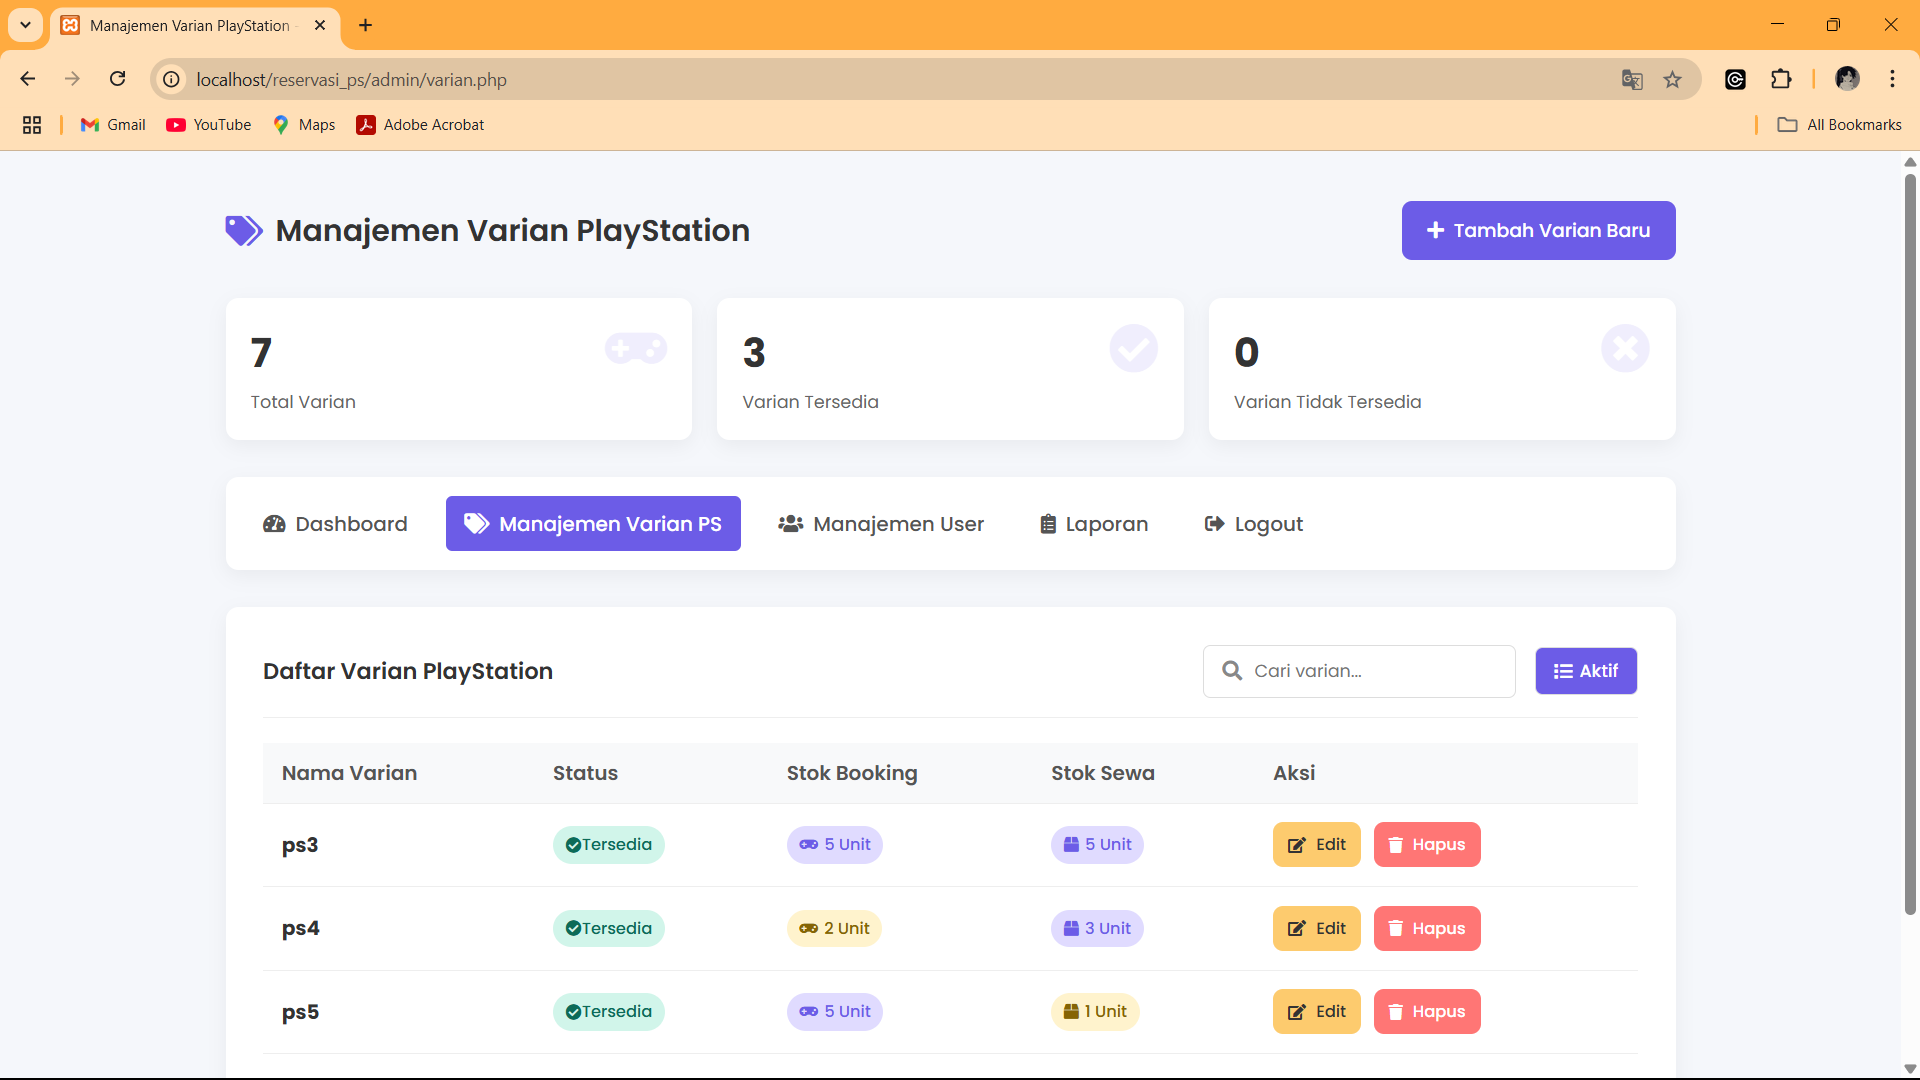 Manajemen Varian PlayStation
localhost/reservasi_ps/admin/varian.php
Gmail YouTube Maps Adobe Acrobat All Bookmarks
Manajemen Varian PlayStation
Tambah Varian Baru
7
Total Varian
3
Varian Tersedia
0
Varian Tidak Tersedia
Dashboard Manajemen Varian PS Manajemen User Laporan Logout
Daftar Varian PlayStation
Cari varian...
Aktif
Nama Varian Status Stok Booking Stok Sewa Aksi
ps3 Tersedia 5 Unit 5 Unit Edit Hapus
ps4 Tersedia 2 Unit 3 Unit Edit Hapus
ps5 Tersedia 5 Unit 1 Unit Edit Hapus